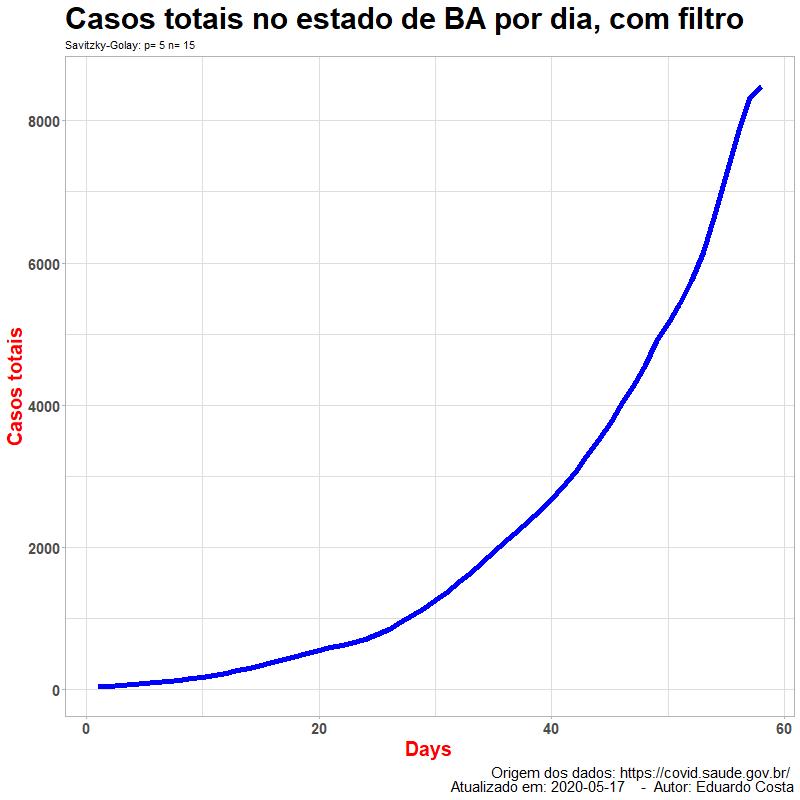 Casos totais no estado de BA por dia, com filtro
Savitzky-Golay: p= 5 n= 15
8000
6000
4000
2000
0
Casos totais
0 20 40 60
Days
Origem dos dados: https://covid.saude.gov.br/
Atualizado em: 2020-05-17    -  Autor: Eduardo Costa